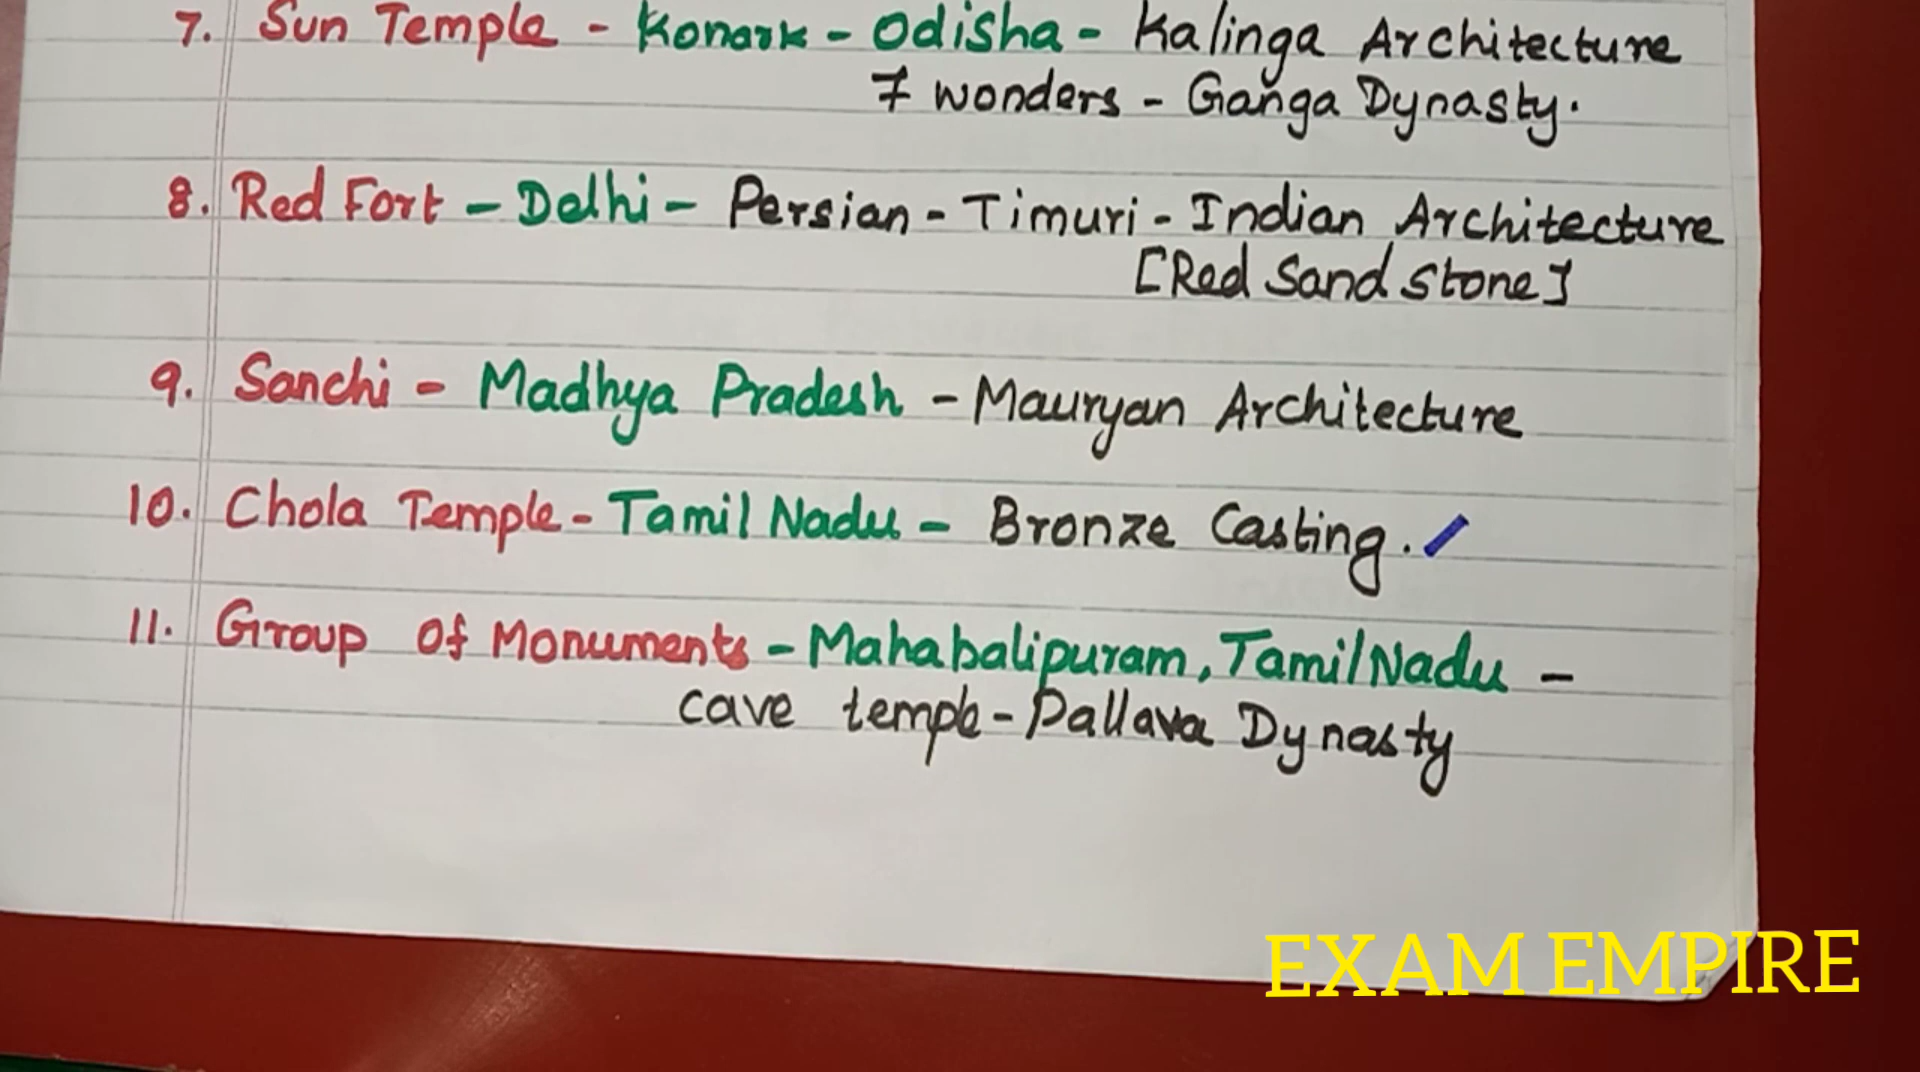 7. Sun Temple - Konark - Odisha - Kalinga Architecture
7 wonders - Ganga Dynasty.
8. Red Fort - Delhi - Persian - Timuri - Indian Architecture
[Red Sand stone]
9. Sanchi - Madhya Pradesh - Mauryan Architecture
10. Chola Temple - Tamil Nadu - Bronze Casting.
11. Group Of Monuments - Mahabalipuram, Tamil Nadu -
cave temple - Pallava Dynasty
EXAM EMPIRE